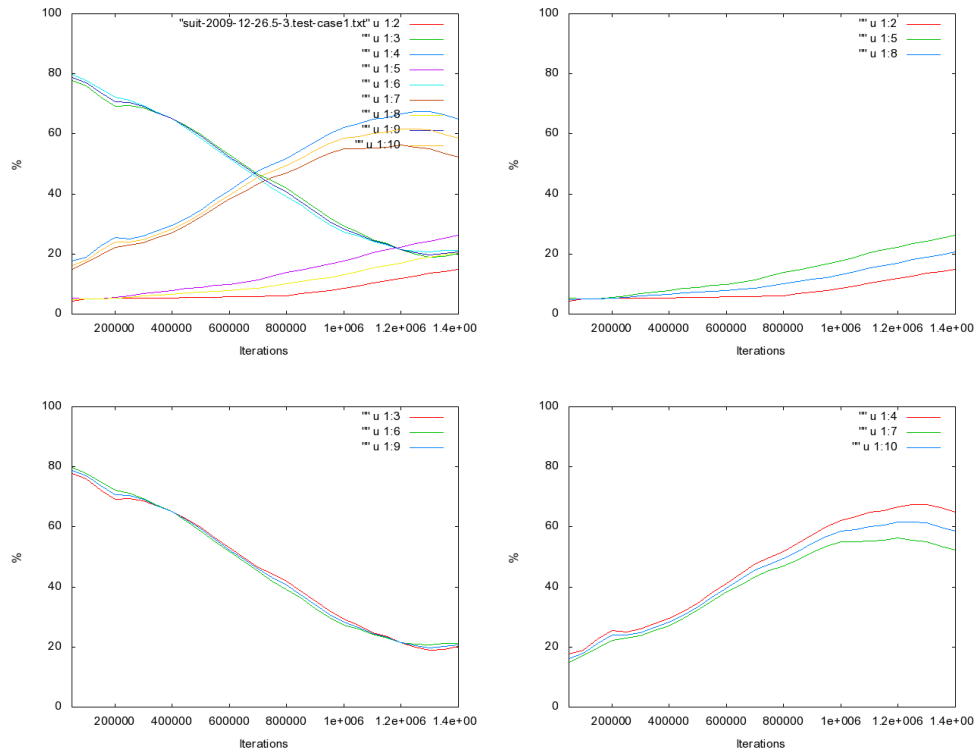 100
80
60
40
20
0
%
"suit-2009-12-26.5-3.test-case1.txt" u 1:2
"" u 1:3
"" u 1:4
"" u 1:5
"" u 1:6
"" u 1:7
"" u 1:8
"" u 1:9
"" u 1:10
200000 400000 600000 800000 1e+006 1.2e+006 1.4e+00
Iterations
100
80
60
40
20
0
%
"" u 1:2
"" u 1:5
"" u 1:8
200000 400000 600000 800000 1e+006 1.2e+006 1.4e+00
Iterations
100
80
60
40
20
0
%
"" u 1:3
"" u 1:6
"" u 1:9
200000 400000 600000 800000 1e+006 1.2e+006 1.4e+00
Iterations
100
80
60
40
20
0
%
"" u 1:4
"" u 1:7
"" u 1:10
200000 400000 600000 800000 1e+006 1.2e+006 1.4e+00
Iterations